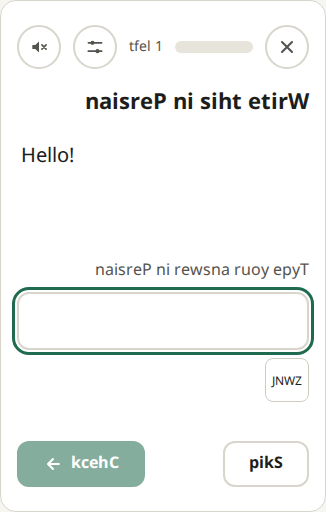 tfel 1
naisreP ni siht etirW
Hello!
naisreP ni rewsna ruoy epyT
JNWZ
kcehC
pikS